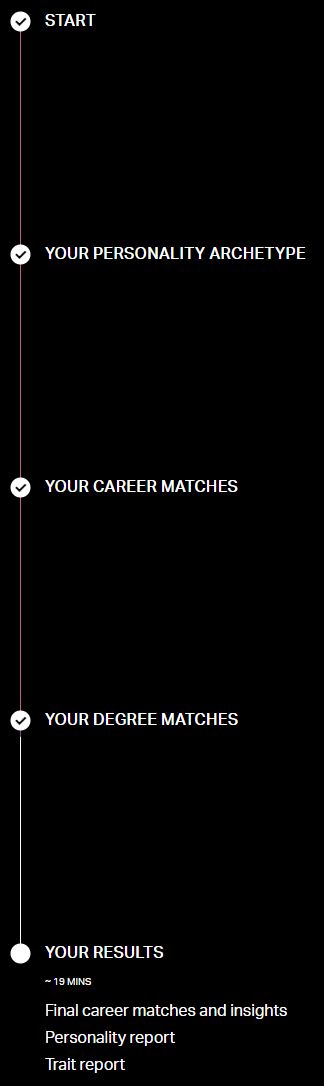 START
YOUR PERSONALITY ARCHETYPE
YOUR CAREER MATCHES
YOUR DEGREE MATCHES
YOUR RESULTS
~ 19 MINS
Final career matches and insights
Personality report
Trait report